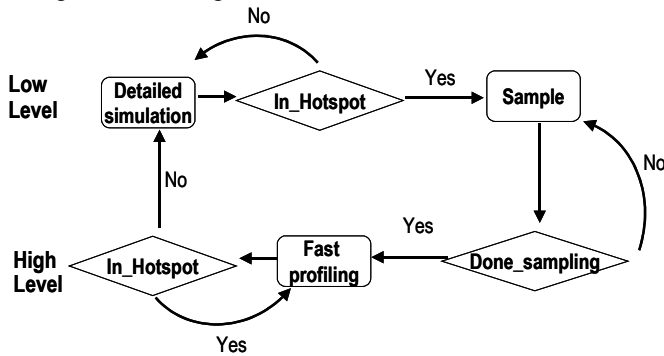 No
Low
Level
Detailed
simulation
In_Hotspot
Yes
Sample
No
No
High
Level
In_Hotspot
Fast
profiling
Yes
Done_sampling
Yes